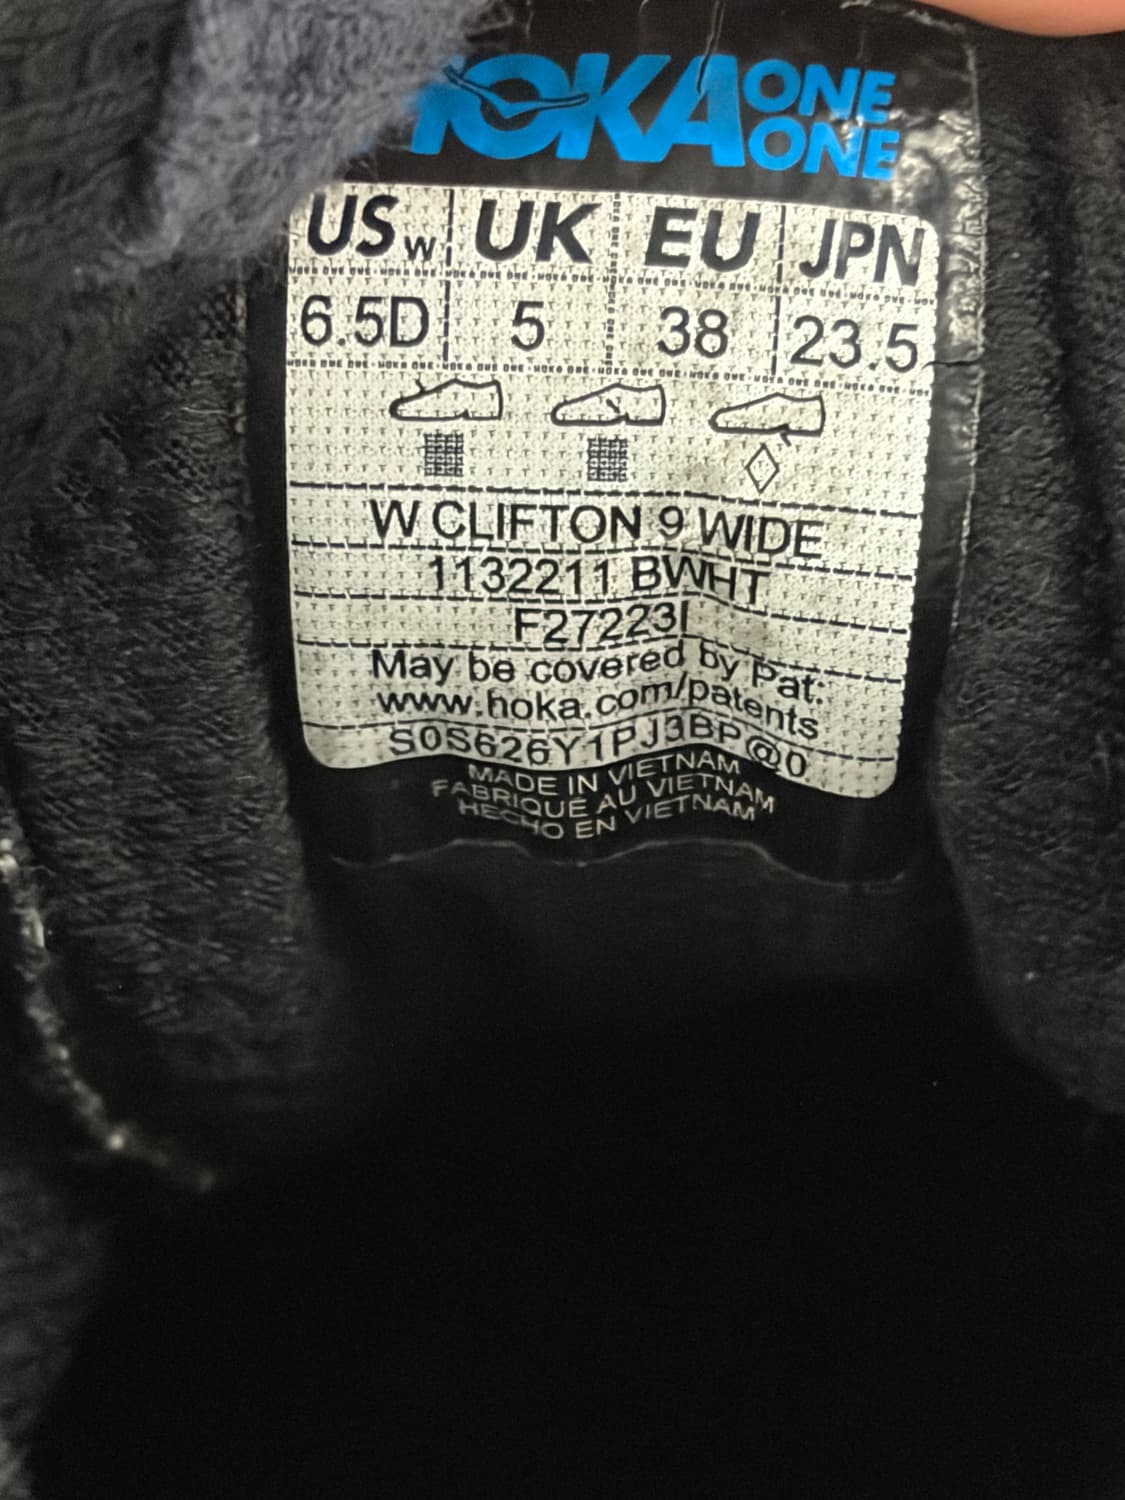 HOKA ONE ONE
US W UK EU JPN
6.5D 5 38 23.5
W CLIFTON 9 WIDE
1132211 BWHT
F27223I
May be covered by Pat:
www.hoka.com/patents
S0S626Y1PJ3BP@0
MADE IN VIETNAM
FABRIQUÉ AU VIETNAM
HECHO EN VIETNAM